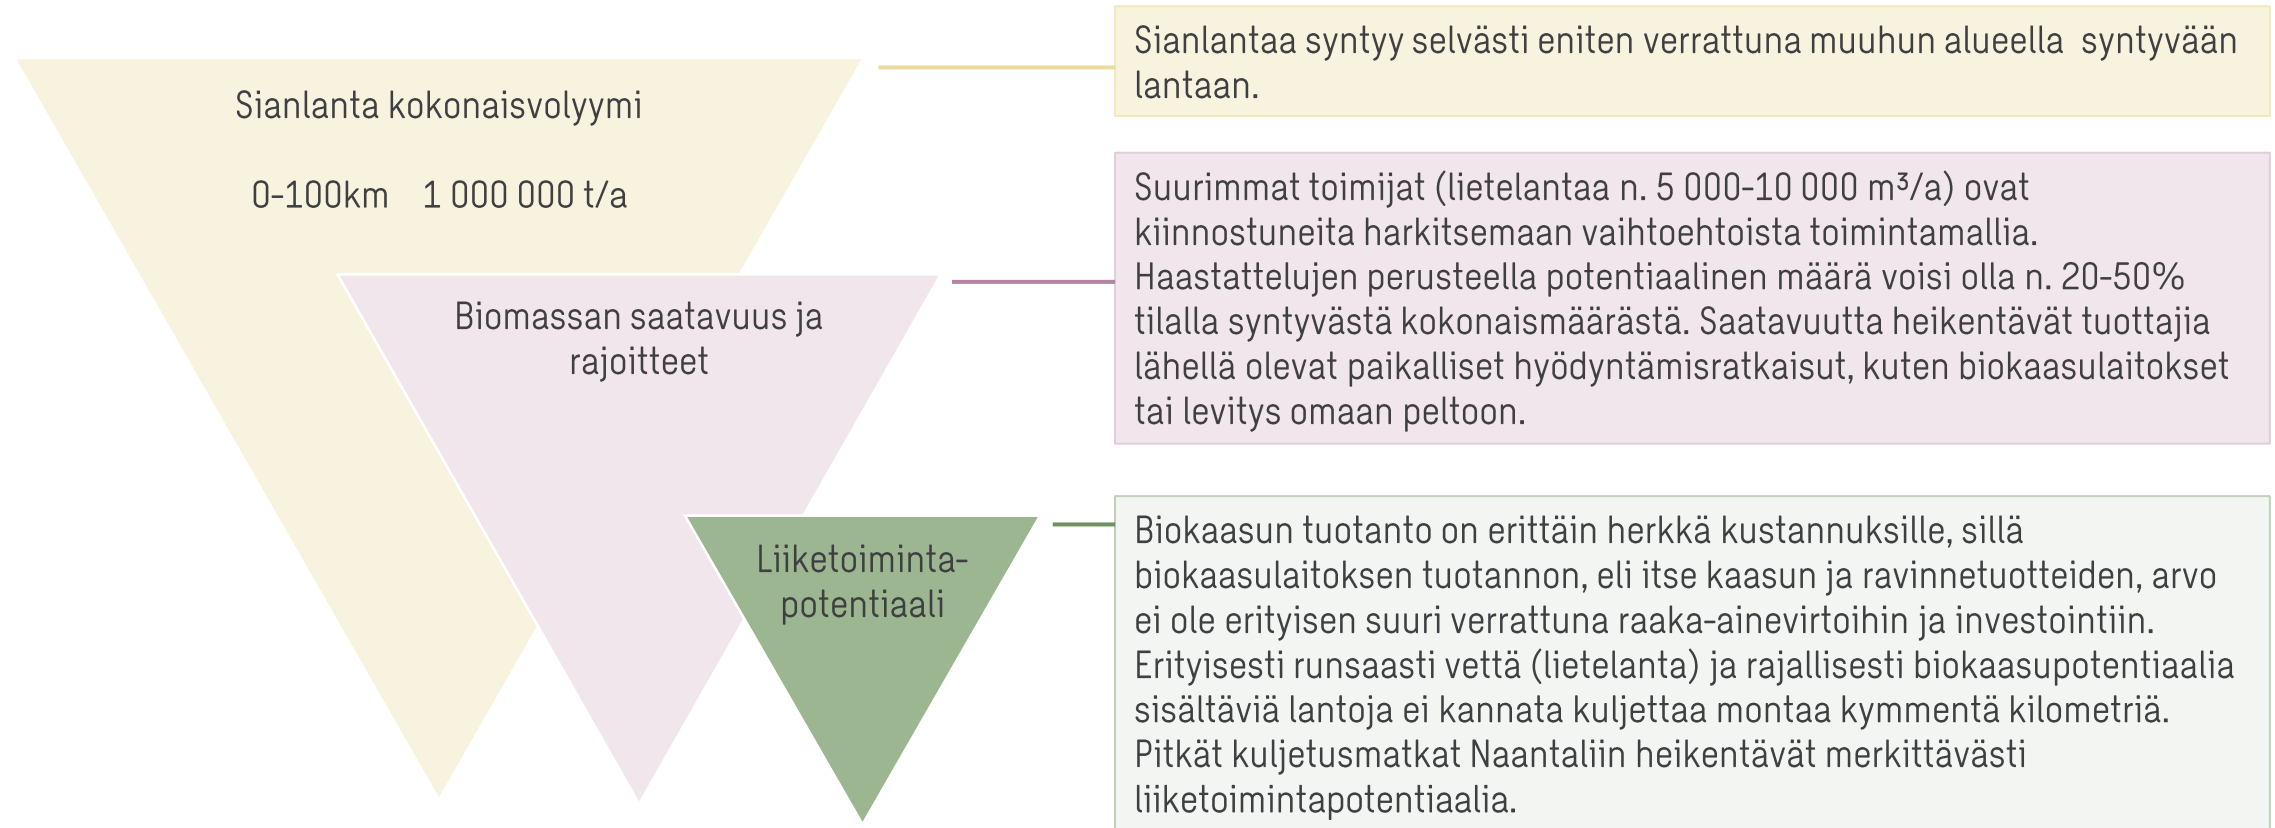 Sianlanta kokonaisvolyymi
0-100km 1 000 000 t/a
Biomassan saatavuus ja
rajoitteet
Liiketoiminta-
potentiaali
Sianlantaa syntyy selvästi eniten verrattuna muuhun alueella syntyvään
lantaan.
Suurimmat toimijat (lietelantaa n. 5 000-10 000 m³/a) ovat
kiinnostuneita harkitsemaan vaihtoehtoista toimintamallia.
Haastattelujen perusteella potentiaalinen määrä voisi olla n. 20-50%
tilalla syntyvästä kokonaismäärästä. Saatavuutta heikentävät tuottajia
lähellä olevat paikalliset hyödyntämisratkaisut, kuten biokaasulaitokset
tai levitys omaan peltoon.
Biokaasun tuotanto on erittäin herkkä kustannuksille, sillä
biokaasulaitoksen tuotannon, eli itse kaasun ja ravinnetuotteiden, arvo
ei ole erityisen suuri verrattuna raaka-ainevirtoihin ja investointiin.
Erityisesti runsaasti vettä (lietelanta) ja rajallisesti biokaasupotentiaalia
sisältäviä lantoja ei kannata kuljettaa montaa kymmentä kilometriä.
Pitkät kuljetusmatkat Naantaliin heikentävät merkittävästi
liiketoimintapotentiaalia.